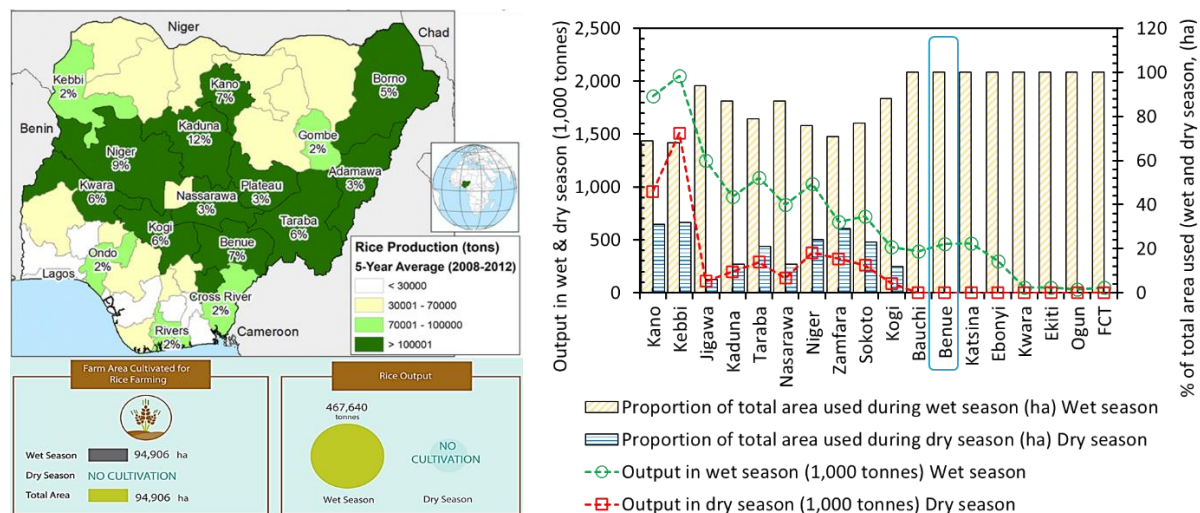 Niger
Chad
Kebbi
2%
Kano
7%
Borno
5%
Benin
Kaduna
12%
Gombe
2%
Niger
9%
Adamawa
3%
Kwara
6%
Nassarawa
3%
Plateau
3%
Kogi
6%
Taraba
6%
Benue
7%
Ondo
2%
Lagos
Cross River
2%
Rivers
2%
Cameroon
Rice Production (tons)
5-Year Average (2008-2012)
< 30000
30001 - 70000
70001 - 100000
> 100001
Farm Area Cultivated for
Rice Farming
Wet Season 94,906 ha
Dry Season NO CULTIVATION
Total Area 94,906 ha
Rice Output
467,640
tonnes
NO
CULTIVATION
Wet Season Dry Season
Output in wet & dry season (1,000 tonnes)
2,500
2,000
1,500
1,000
500
0
120
100
80
60
40
20
0
% of total area used (wet and dry season, (ha)
Kano
Kebbi
Jigawa
Kaduna
Taraba
Nasarawa
Niger
Zamfara
Sokoto
Kogi
Bauchi
Benue
Katsina
Ebonyi
Kwara
Ekiti
Ogun
FCT
Proportion of total area used during wet season (ha) Wet season
Proportion of total area used during dry season (ha) Dry season
Output in wet season (1,000 tonnes) Wet season
Output in dry season (1,000 tonnes) Dry season